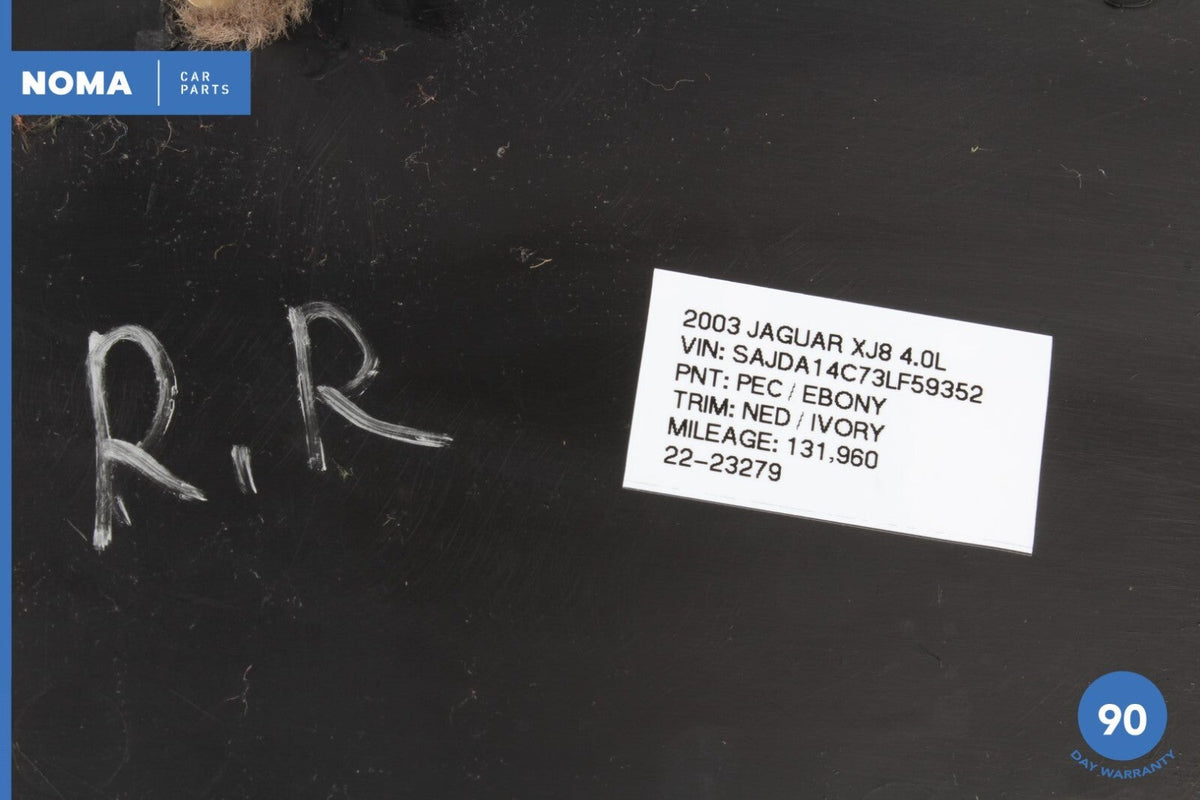 NOMA
CAR
PARTS
R.R
2003 JAGUAR XJ8 4.0L
VIN: SAJDA14C73LF59352
PNT: PEC / EBONY
TRIM: NED / IVORY
MILEAGE: 131,960
22-23279
90
DAY WARRANTY